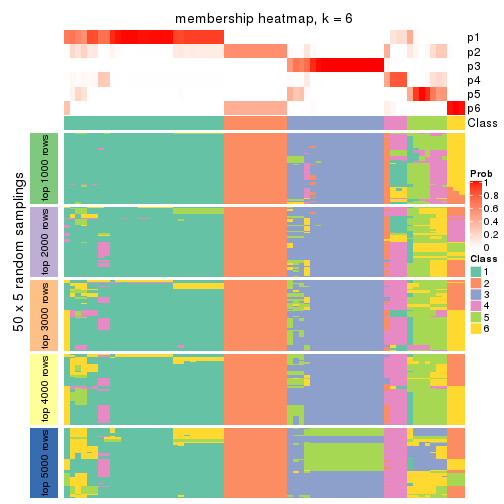 membership heatmap, k = 6
p1
p2
p3
p4
p5
p6
Class
50 x 5 random samplings
top 1000 rows
top 2000 rows
top 3000 rows
top 4000 rows
top 5000 rows
Prob
1
0.8
0.6
0.4
0.2
0
Class
1
2
3
4
5
6